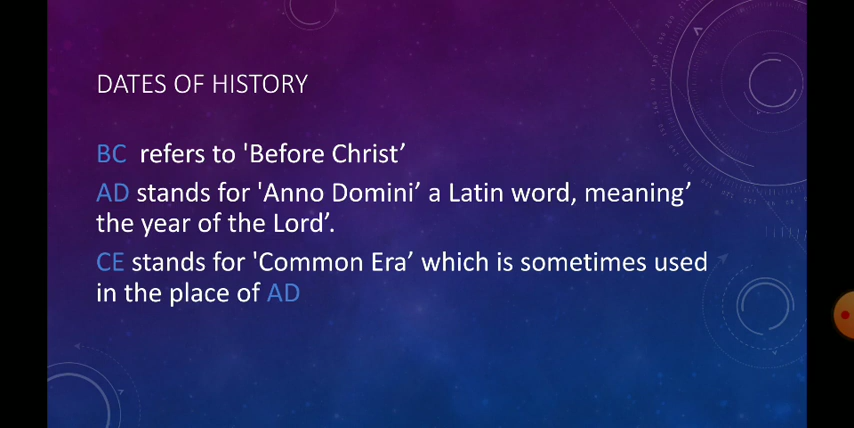 DATES OF HISTORY
BC refers to 'Before Christ’
AD stands for 'Anno Domini’ a Latin word, meaning’
the year of the Lord’.
CE stands for 'Common Era’ which is sometimes used
in the place of AD